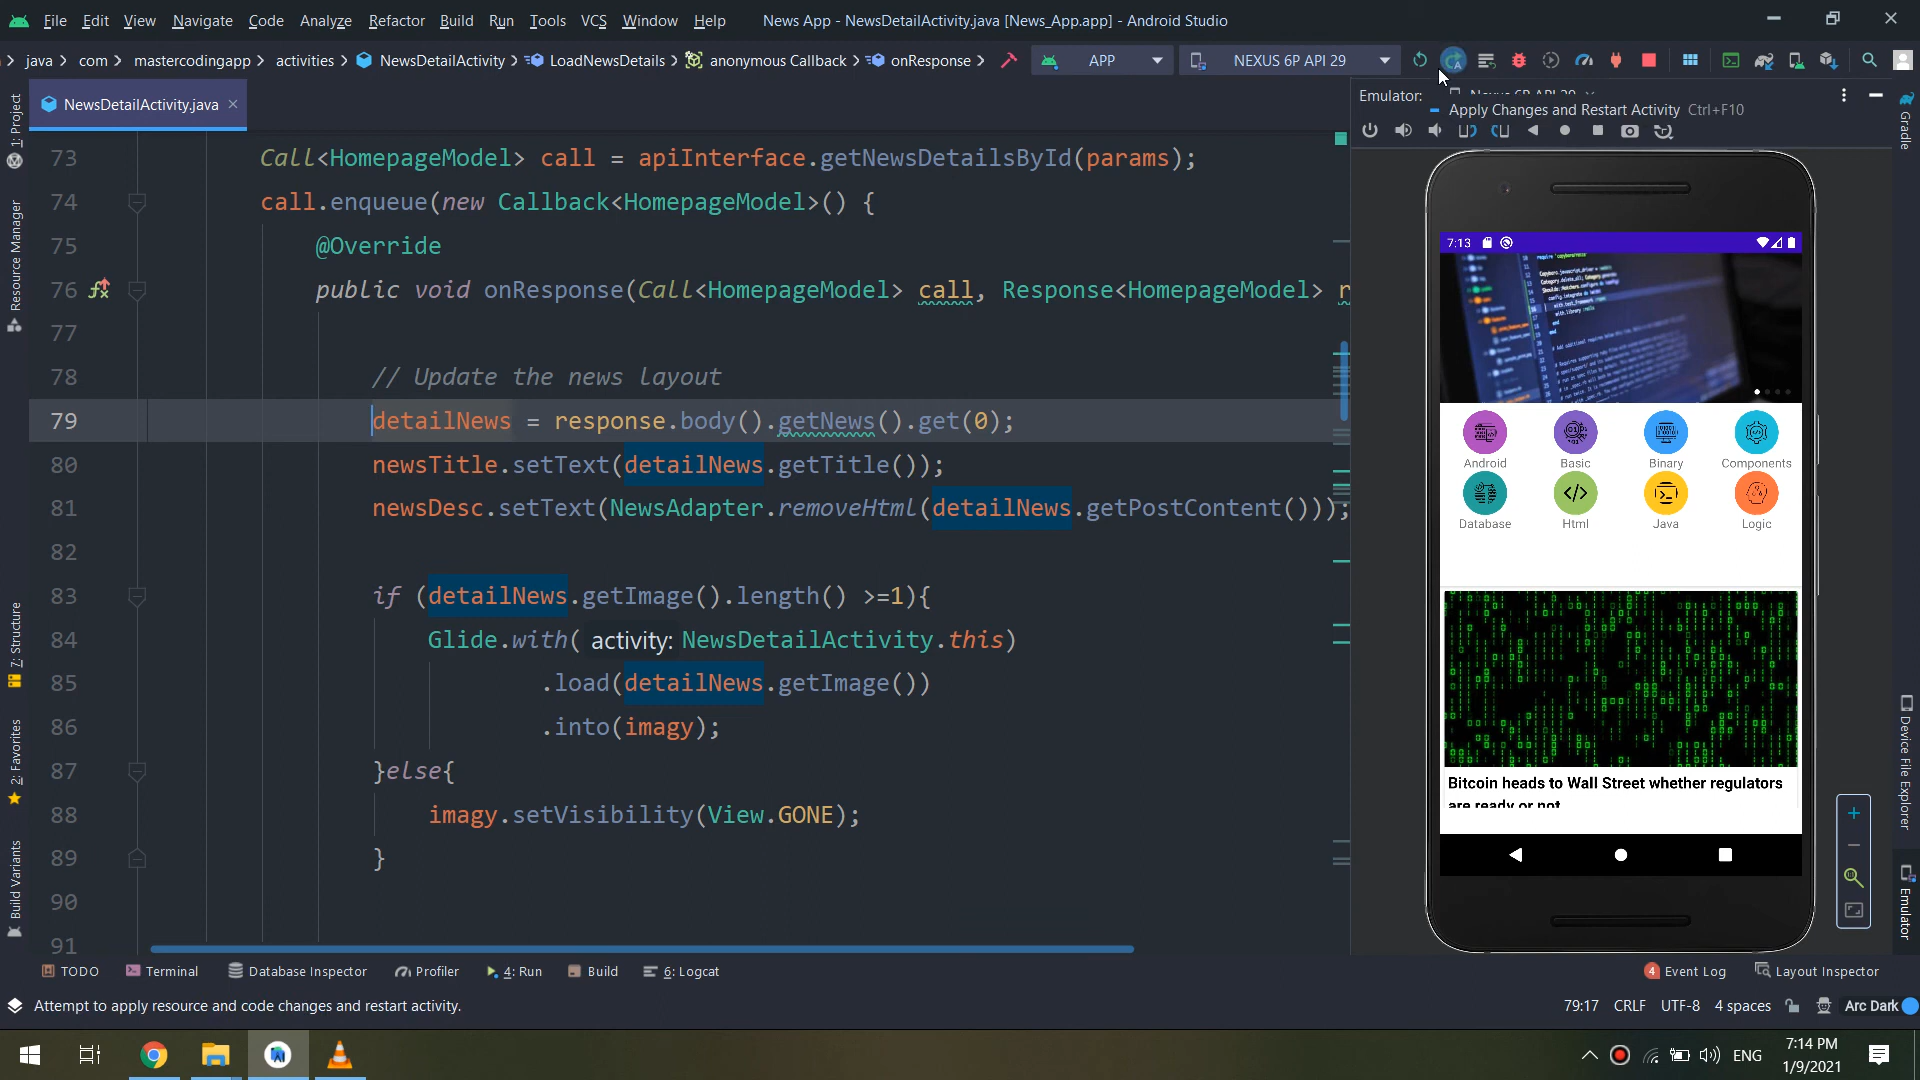 File Edit View Navigate Code Analyze Refactor Build Run Tools VCS Window Help News App - NewsDetailActivity.java [News_App.app] - Android Studio
java com mastercodingapp activities NewsDetailActivity LoadNewsDetails anonymous Callback onResponse APP NEXUS 6P API 29
NewsDetailActivity.java
Emulator:
Apply Changes and Restart Activity Ctrl+F10
1: Project
Resource Manager
7: Structure
2: Favorites
Build Variants
73 Call<HomepageModel> call = apiInterface.getNewsDetailsById(params);
74 call.enqueue(new Callback<HomepageModel>() {
75 @Override
76 public void onResponse(Call<HomepageModel> call, Response<HomepageModel>
77
78 // Update the news layout
79 detailNews = response.body().getNews().get(0);
80 newsTitle.setText(detailNews.getTitle());
81 newsDesc.setText(NewsAdapter.removeHtml(detailNews.getPostContent()));
82
83 if (detailNews.getImage().length() >=1){
84 Glide.with( activity: NewsDetailActivity.this)
85 .load(detailNews.getImage())
86 .into(imagy);
87 }else{
88 imagy.setVisibility(View.GONE);
89 }
90
91
7:13
Android Basic Binary Components
Database Html Java Logic
Bitcoin heads to Wall Street whether regulators
are ready or not
Gradle
Device File Explorer
Emulator
TODO Terminal Database Inspector Profiler 4: Run Build 6: Logcat 4 Event Log Layout Inspector
Attempt to apply resource and code changes and restart activity. 79:17 CRLF UTF-8 4 spaces Arc Dark
ENG 7:14 PM
1/9/2021